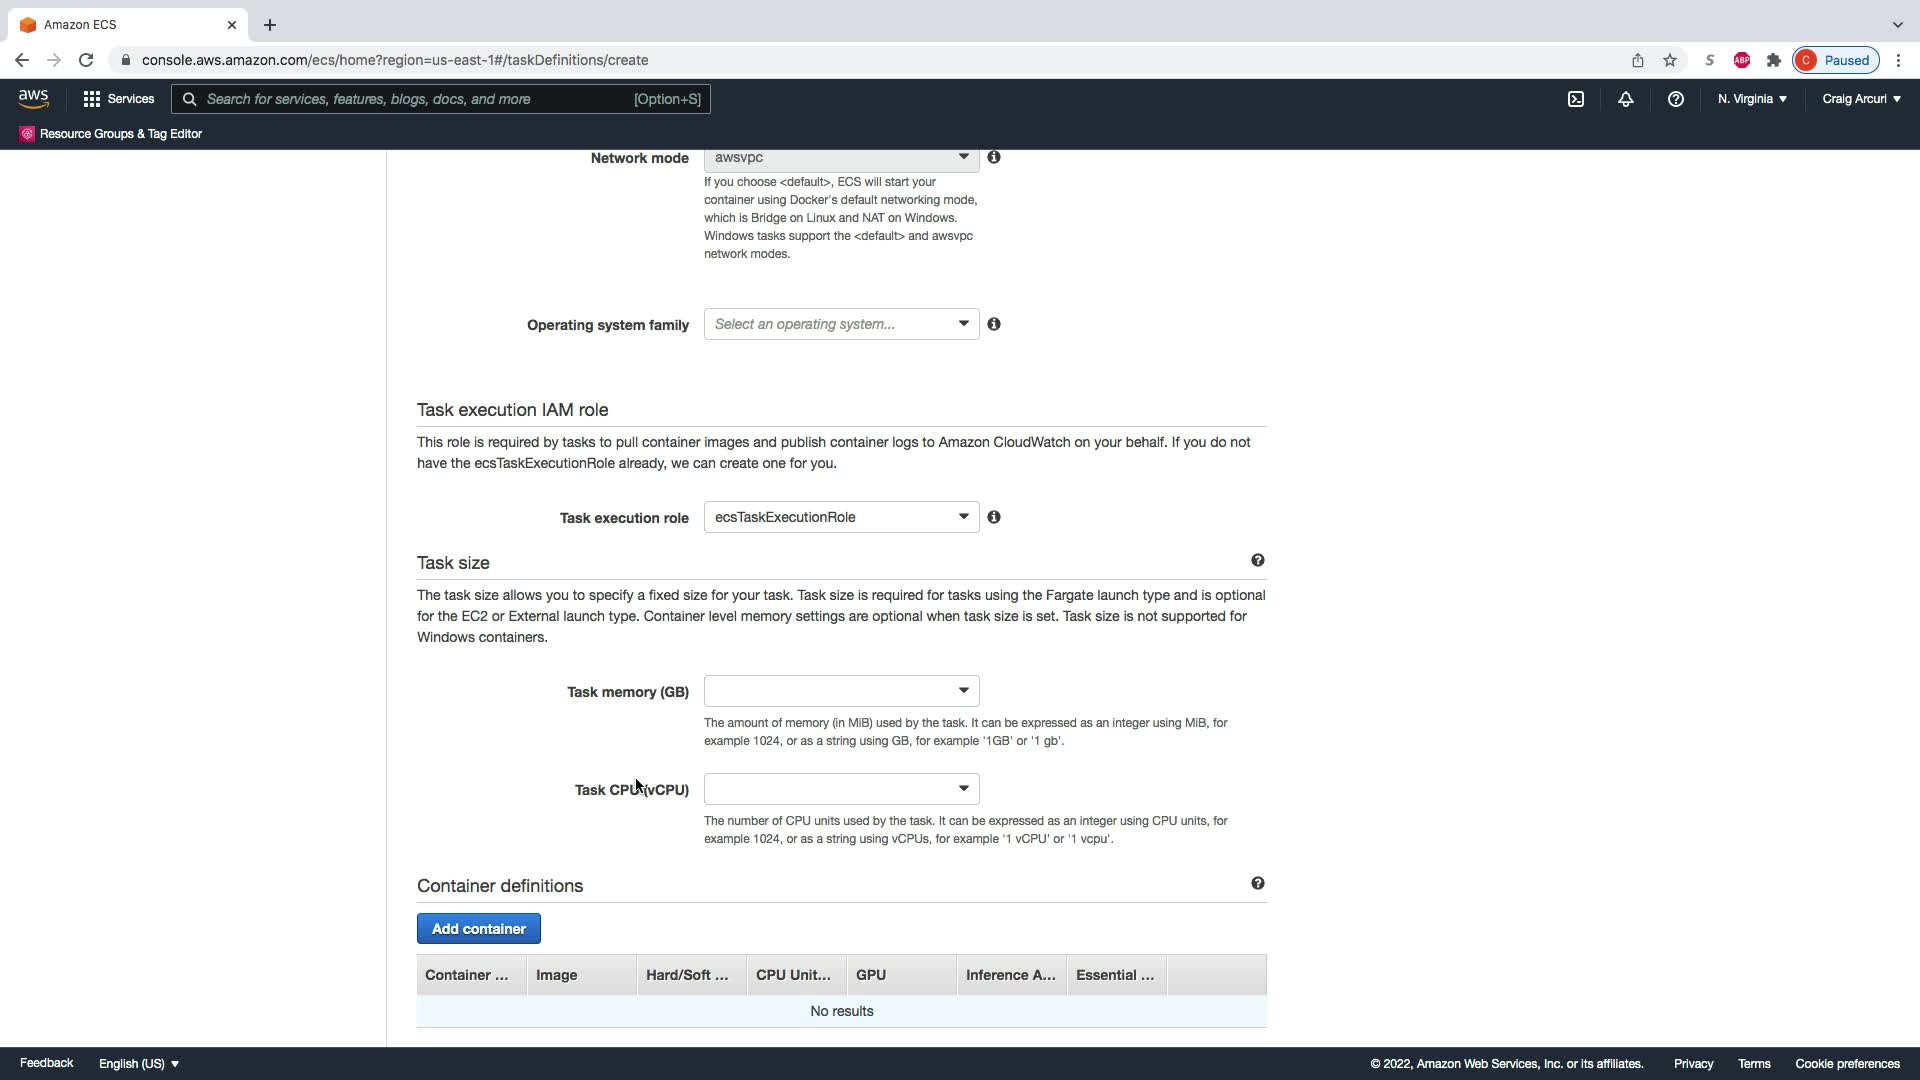 Amazon ECS
console.aws.amazon.com/ecs/home?region=us-east-1#/taskDefinitions/create
S
ABP
C
Paused
aws
Services
Search for services, features, blogs, docs, and more
[Option+S]
N. Virginia
Craig Arcuri
Resource Groups & Tag Editor
Network mode
awsvpc
If you choose <default>, ECS will start your
container using Docker's default networking mode,
which is Bridge on Linux and NAT on Windows.
Windows tasks support the <default> and awsvpc
network modes.
Operating system family
Select an operating system...
Task execution IAM role
This role is required by tasks to pull container images and publish container logs to Amazon CloudWatch on your behalf. If you do not
have the ecsTaskExecutionRole already, we can create one for you.
Task execution role
ecsTaskExecutionRole
Task size
The task size allows you to specify a fixed size for your task. Task size is required for tasks using the Fargate launch type and is optional
for the EC2 or External launch type. Container level memory settings are optional when task size is set. Task size is not supported for
Windows containers.
Task memory (GB)
The amount of memory (in MiB) used by the task. It can be expressed as an integer using MiB, for
example 1024, or as a string using GB, for example '1GB' or '1 gb'.
Task CPU (vCPU)
The number of CPU units used by the task. It can be expressed as an integer using CPU units, for
example 1024, or as a string using vCPUs, for example '1 vCPU' or '1 vcpu'.
Container definitions
Add container
Container ...
Image
Hard/Soft ...
CPU Unit...
GPU
Inference A...
Essential ...
No results
Feedback
English (US)
© 2022, Amazon Web Services, Inc. or its affiliates.
Privacy
Terms
Cookie preferences